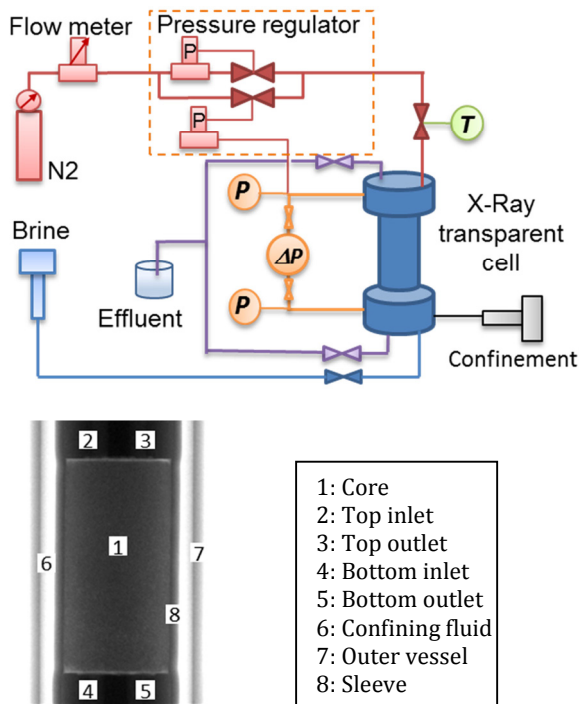 Flow meter
Pressure regulator
P
P
N2
T
Brine
P
X-Ray
transparent
cell
ΔP
Effluent
P
Confinement
2 3
1
6 7
8
4 5
1: Core
2: Top inlet
3: Top outlet
4: Bottom inlet
5: Bottom outlet
6: Confining fluid
7: Outer vessel
8: Sleeve